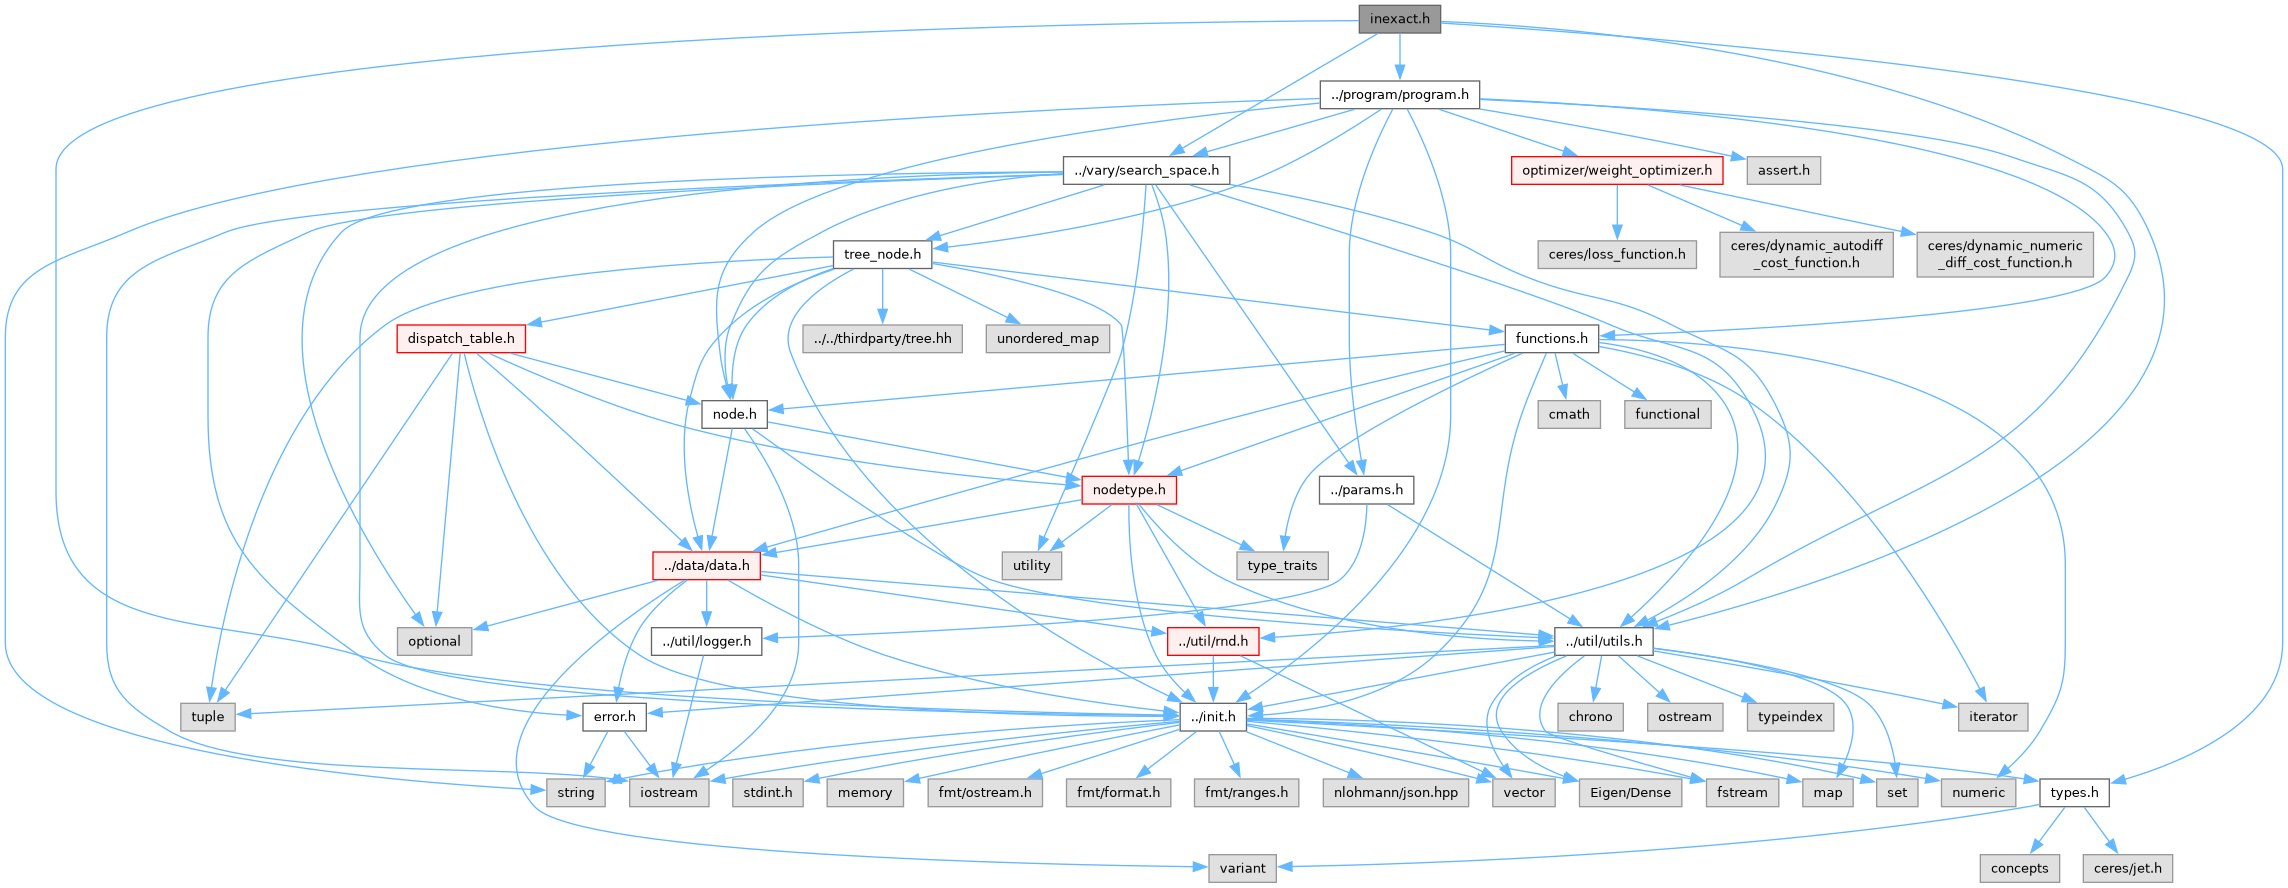 inexact.h
../program/program.h
../vary/search_space.h
optimizer/weight_optimizer.h
assert.h
tree_node.h
ceres/loss_function.h
ceres/dynamic_autodiff
_cost_function.h
ceres/dynamic_numeric
_diff_cost_function.h
dispatch_table.h
../../thirdparty/tree.hh
unordered_map
functions.h
node.h
cmath
functional
nodetype.h
../params.h
../data/data.h
utility
type_traits
optional
../util/logger.h
../util/rnd.h
../util/utils.h
tuple
error.h
../init.h
chrono
ostream
typeindex
iterator
string
iostream
stdint.h
memory
fmt/ostream.h
fmt/format.h
fmt/ranges.h
nlohmann/json.hpp
vector
Eigen/Dense
fstream
map
set
numeric
types.h
variant
concepts
ceres/jet.h